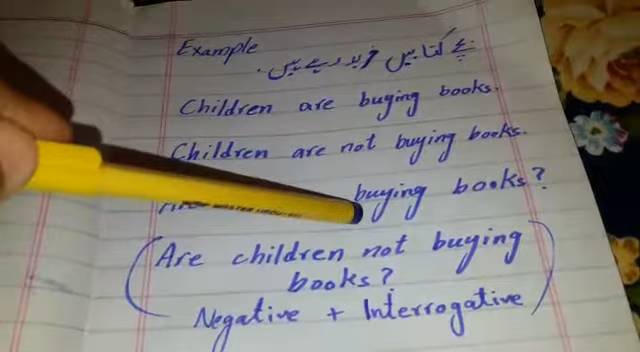 Example
بچے کتابیں خرید رہے ہیں.
Children are buying books.
Children are not buying books.
buying books?
(Are children not buying
books?
Negative + Interrogative)